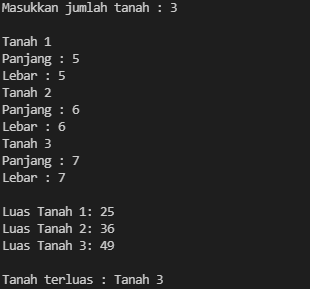 Masukkan jumlah tanah : 3
Tanah 1
Panjang : 5
Lebar : 5
Tanah 2
Panjang : 6
Lebar : 6
Tanah 3
Panjang : 7
Lebar : 7
Luas Tanah 1: 25
Luas Tanah 2: 36
Luas Tanah 3: 49
Tanah terluas : Tanah 3